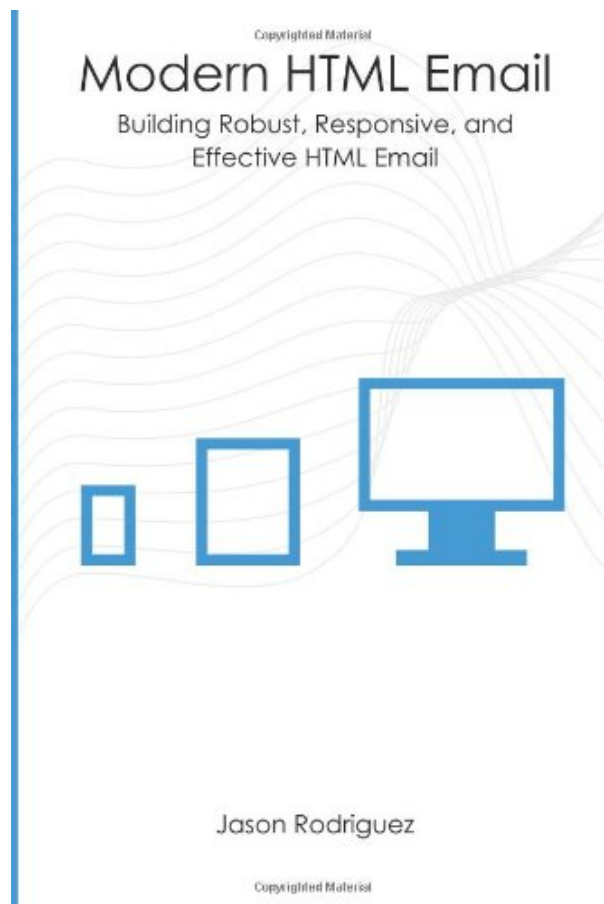 Copyrighted Material
Modern HTML Email
Building Robust, Responsive, and
Effective HTML Email
Jason Rodriguez
Copyrighted Material